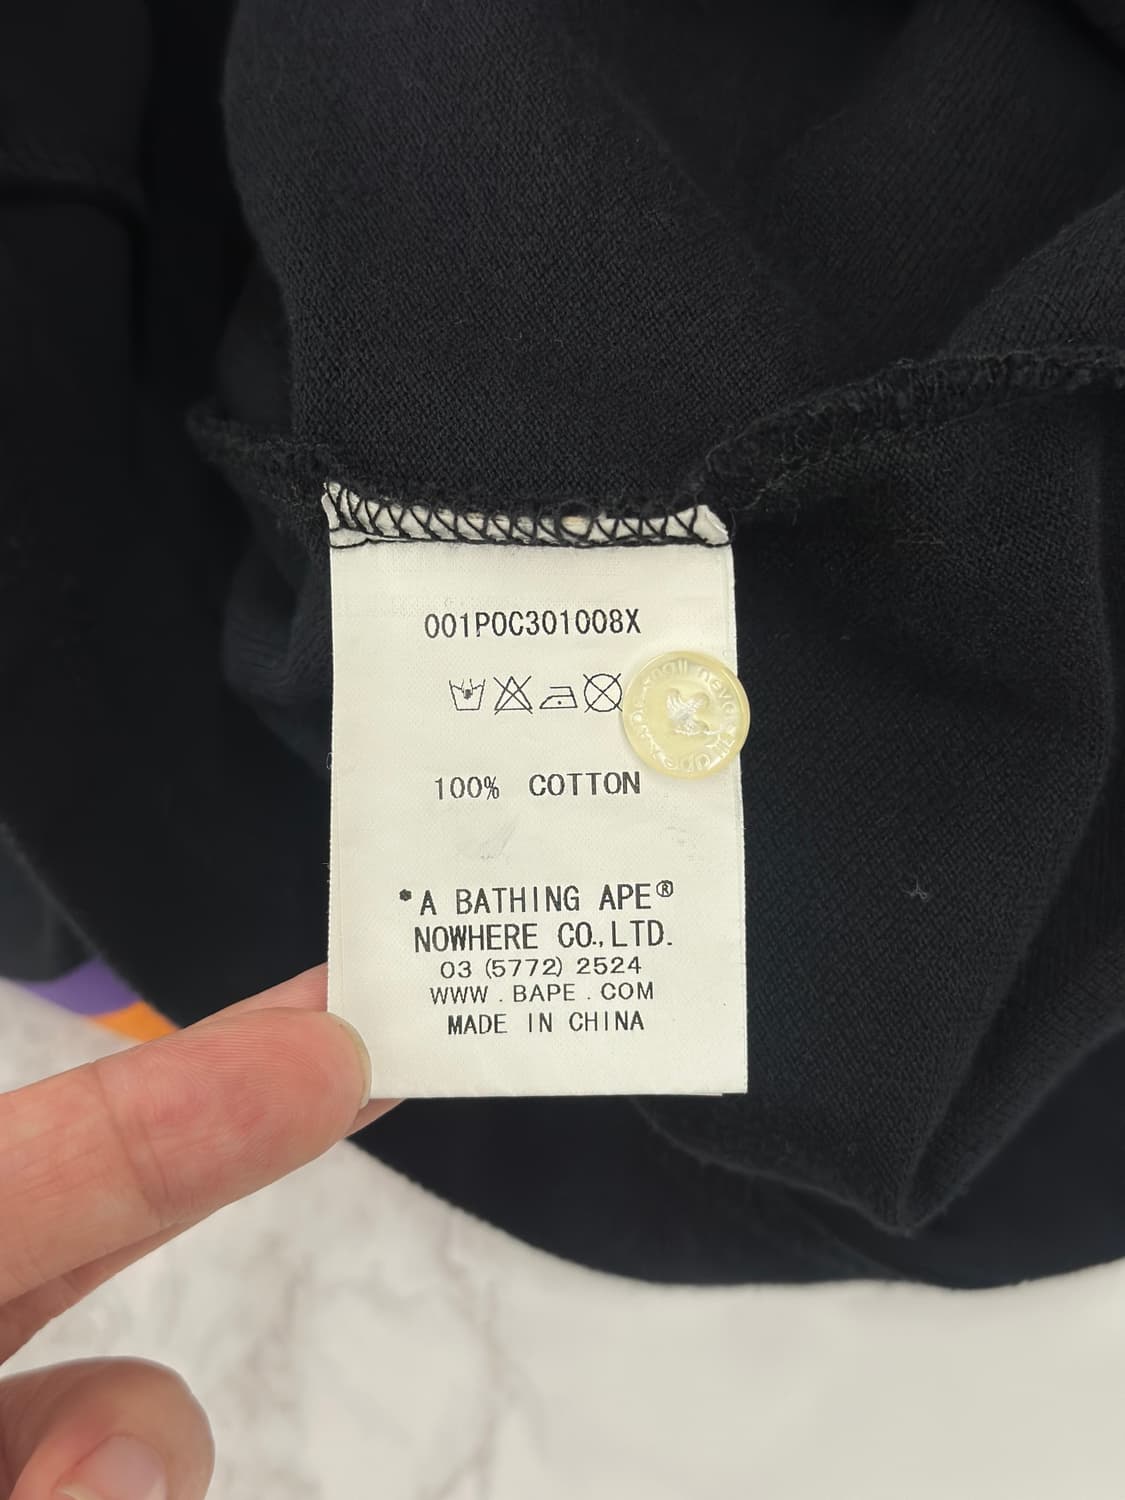 001P0C301008X
100% COTTON
*A BATHING APE®
NOWHERE CO.,LTD.
03 (5772) 2524
WWW . BAPE . COM
MADE IN CHINA